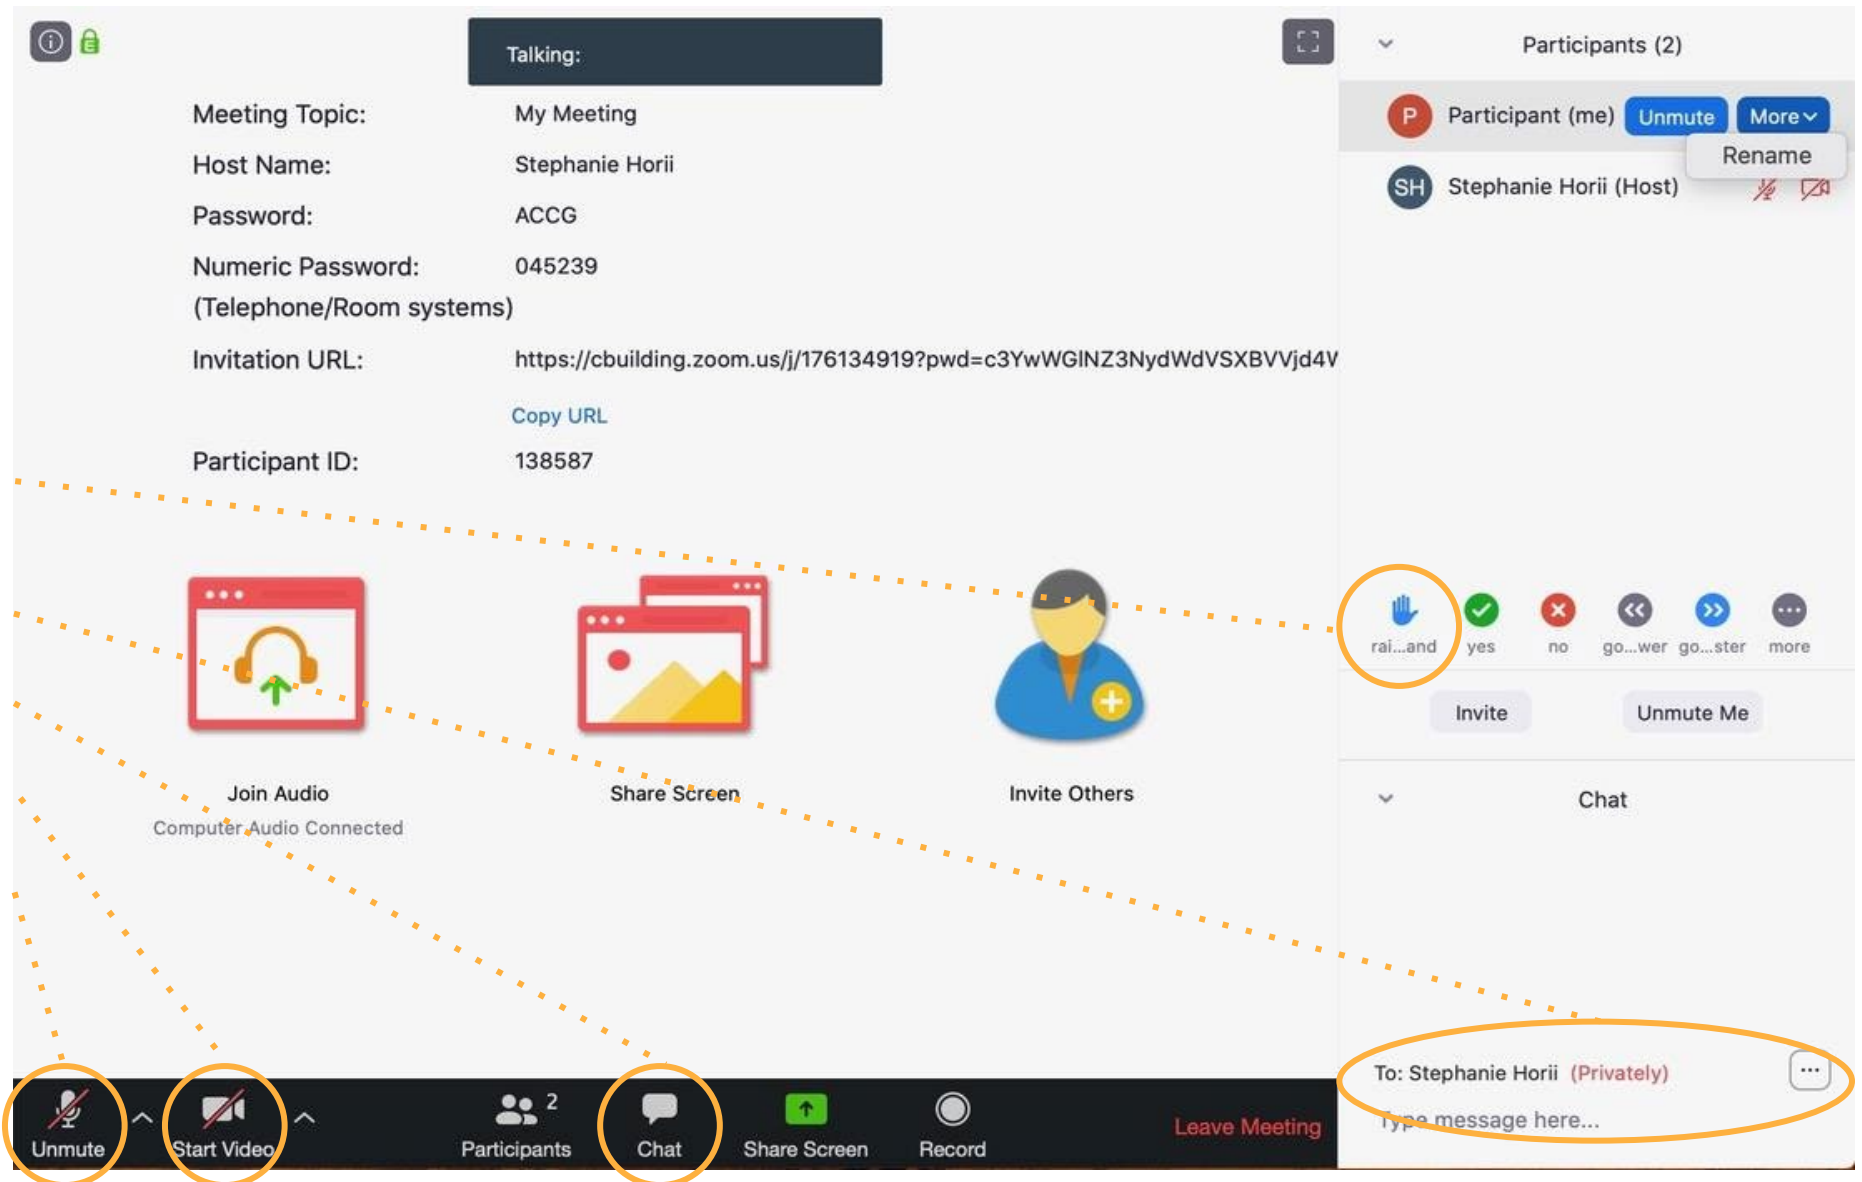 Talking:
Meeting Topic: My Meeting
Host Name: Stephanie Horii
Password: ACCG
Numeric Password: 045239
(Telephone/Room systems)
Invitation URL: https://cbuilding.zoom.us/j/176134919?pwd=c3YwWGlNZ3NydWdVSXBVVjd4W
Copy URL
Participant ID: 138587
Join Audio
Computer Audio Connected
Share Screen
Invite Others
Unmute
Start Video
2
Participants
Chat
Share Screen
Record
Leave Meeting
Participants (2)
P Participant (me) Unmute More
Rename
SH Stephanie Horii (Host)
rai...and yes no go...wer go...ster more
Invite Unmute Me
Chat
To: Stephanie Horii (Privately) ...
Type message here...